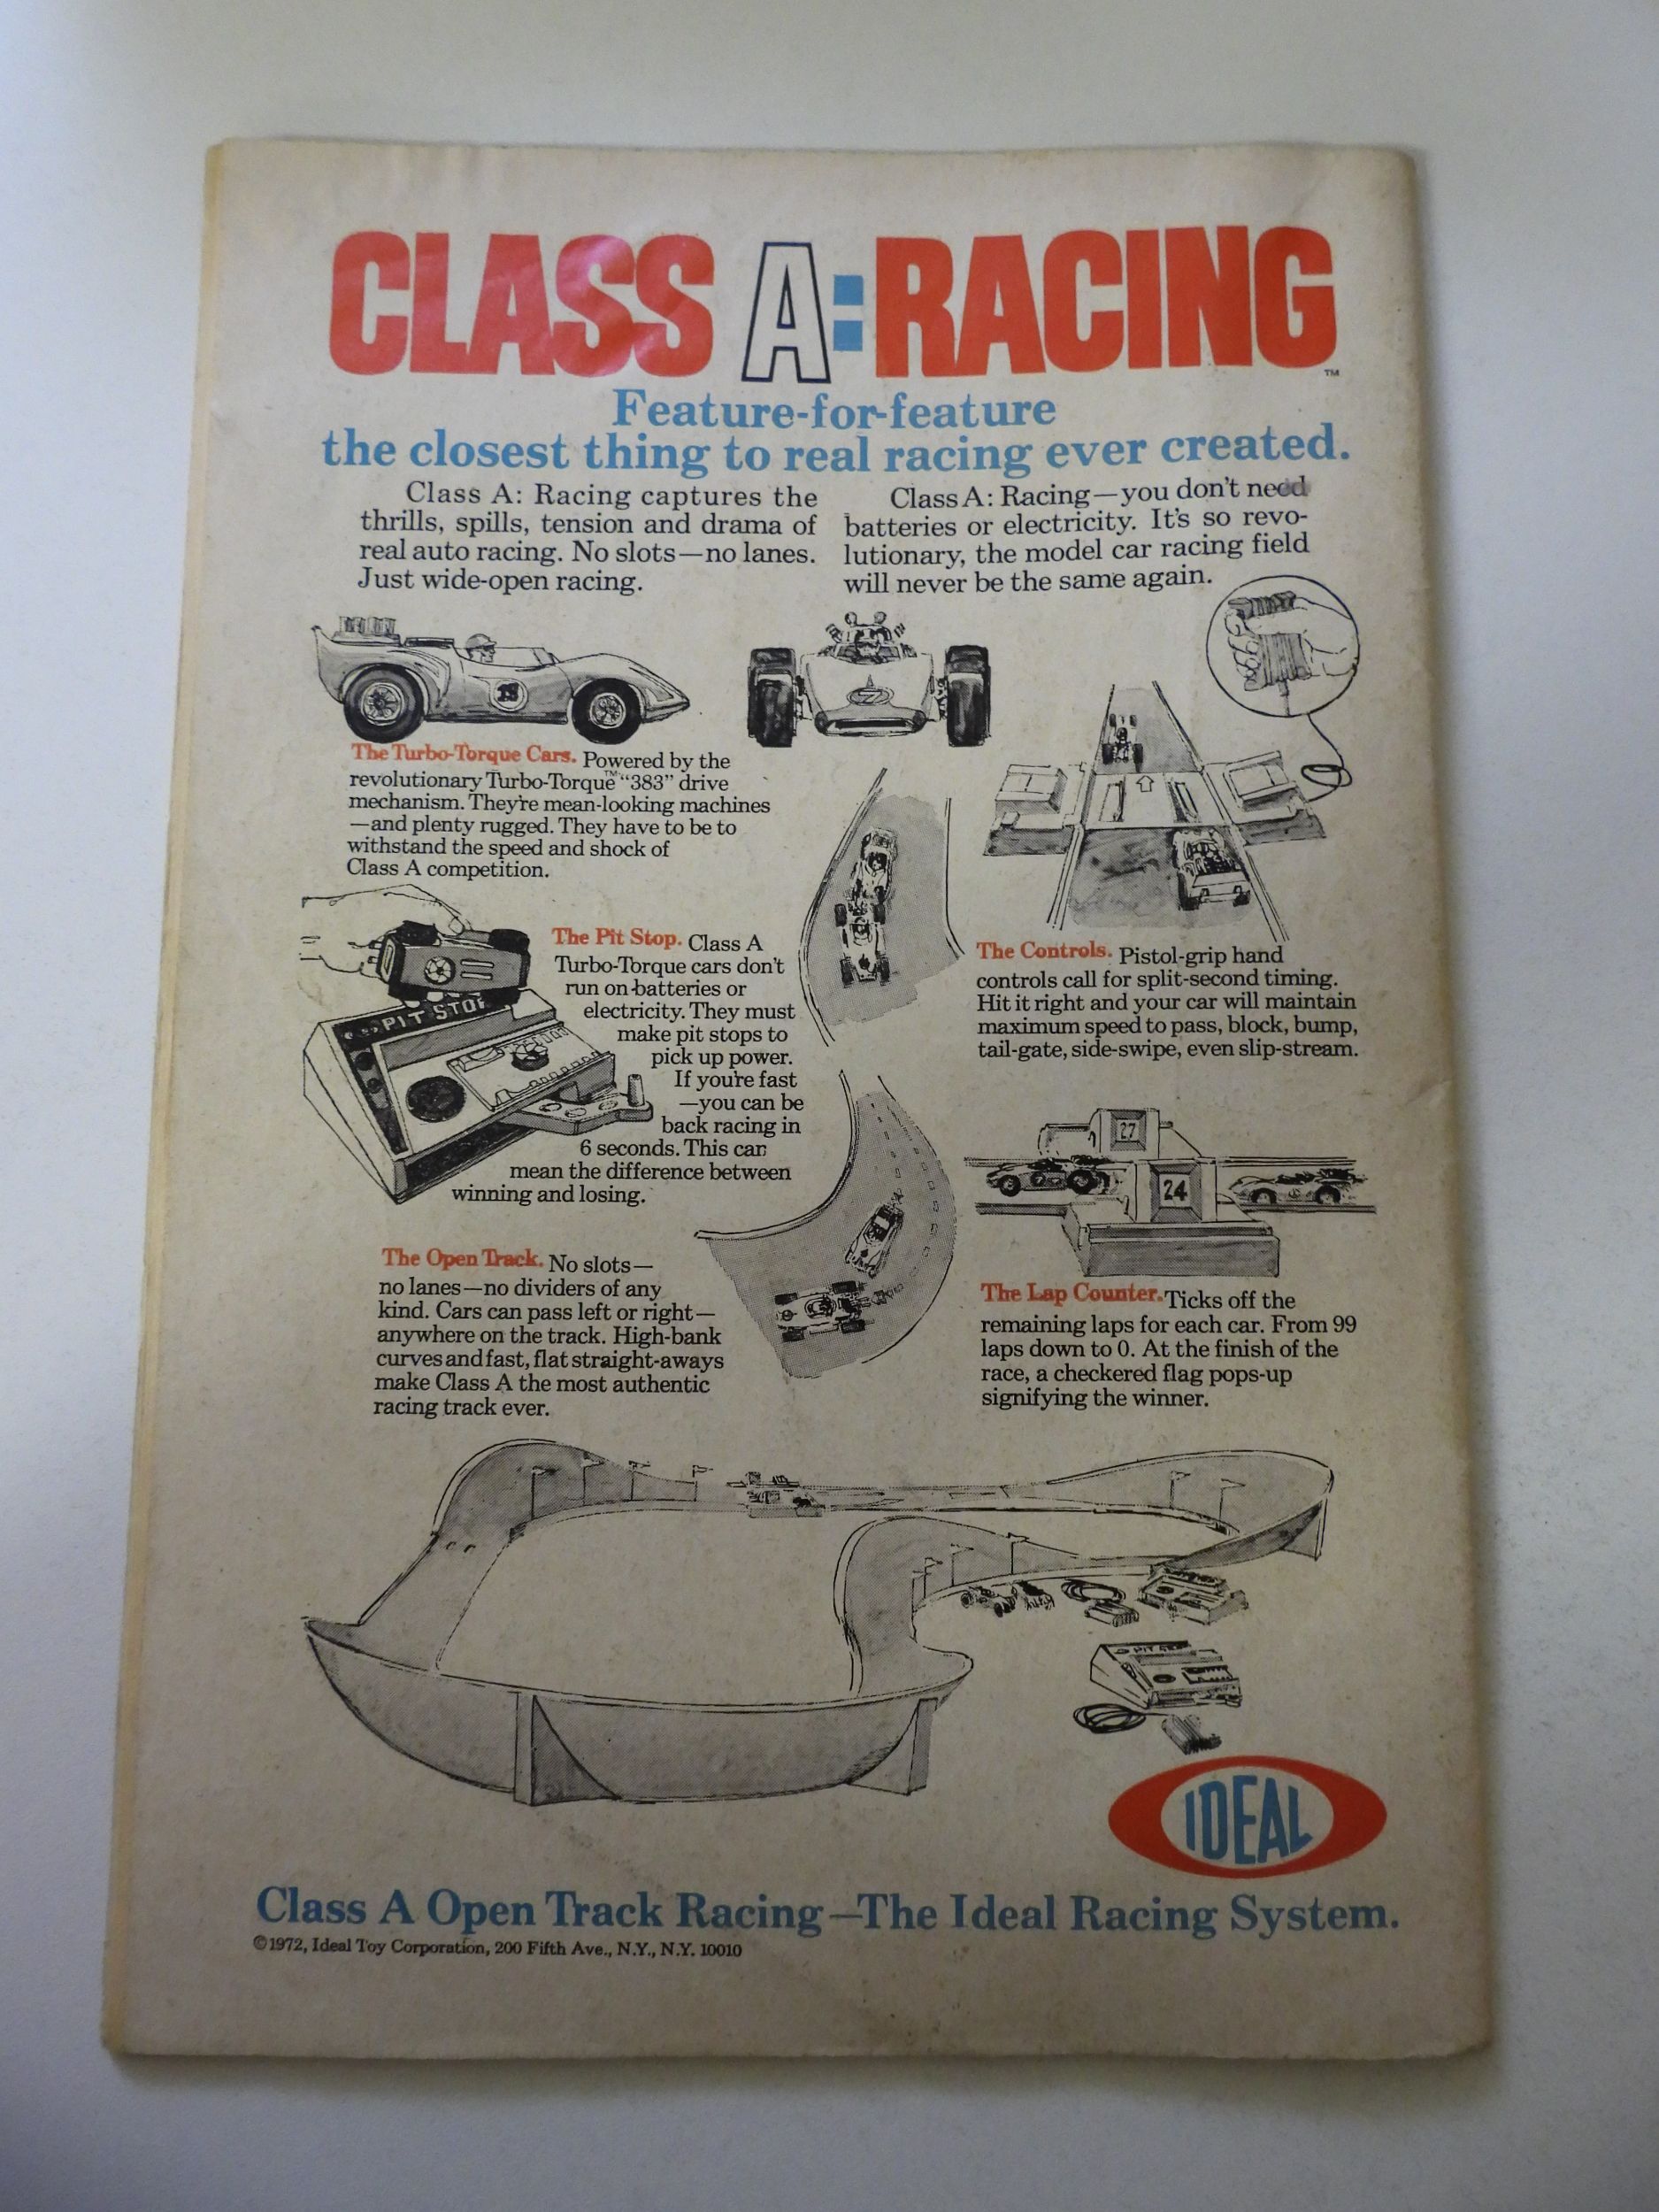 CLASS A:RACING
™
Feature-for-feature
the closest thing to real racing ever created.
Class A: Racing captures the
thrills, spills, tension and drama of
real auto racing. No slots—no lanes.
Just wide-open racing.
Class A: Racing—you don't need
batteries or electricity. It's so revo-
lutionary, the model car racing field
will never be the same again.
The Turbo-Torque Cars. Powered by the
revolutionary Turbo-Torque™ "383" drive
mechanism. They're mean-looking machines
—and plenty rugged. They have to be to
withstand the speed and shock of
Class A competition.
PIT STOP
The Pit Stop. Class A
Turbo-Torque cars don't
run on batteries or
electricity. They must
make pit stops to
pick up power.
If you're fast
—you can be
back racing in
6 seconds. This can
mean the difference between
winning and losing.
The Controls. Pistol-grip hand
controls call for split-second timing.
Hit it right and your car will maintain
maximum speed to pass, block, bump,
tail-gate, side-swipe, even slip-stream.
27
24
The Open Track. No slots—
no lanes—no dividers of any
kind. Cars can pass left or right—
anywhere on the track. High-bank
curves and fast, flat straight-aways
make Class A the most authentic
racing track ever.
The Lap Counter. Ticks off the
remaining laps for each car. From 99
laps down to 0. At the finish of the
race, a checkered flag pops-up
signifying the winner.
IDEAL
Class A Open Track Racing—The Ideal Racing System.
©1972, Ideal Toy Corporation, 200 Fifth Ave., N.Y., N.Y. 10010